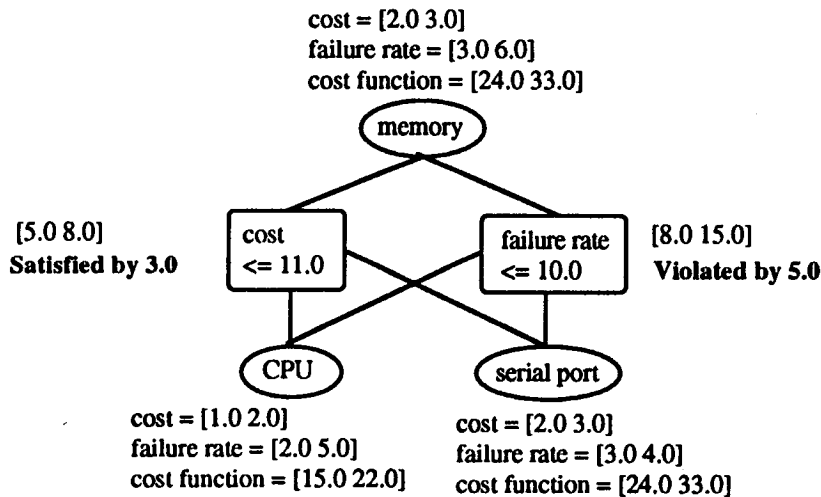 cost = [2.0 3.0]
failure rate = [3.0 6.0]
cost function = [24.0 33.0]
memory
[5.0 8.0]
Satisfied by 3.0
cost
<= 11.0
failure rate
<= 10.0
[8.0 15.0]
Violated by 5.0
CPU
serial port
cost = [1.0 2.0]
failure rate = [2.0 5.0]
cost function = [15.0 22.0]
cost = [2.0 3.0]
failure rate = [3.0 4.0]
cost function = [24.0 33.0]